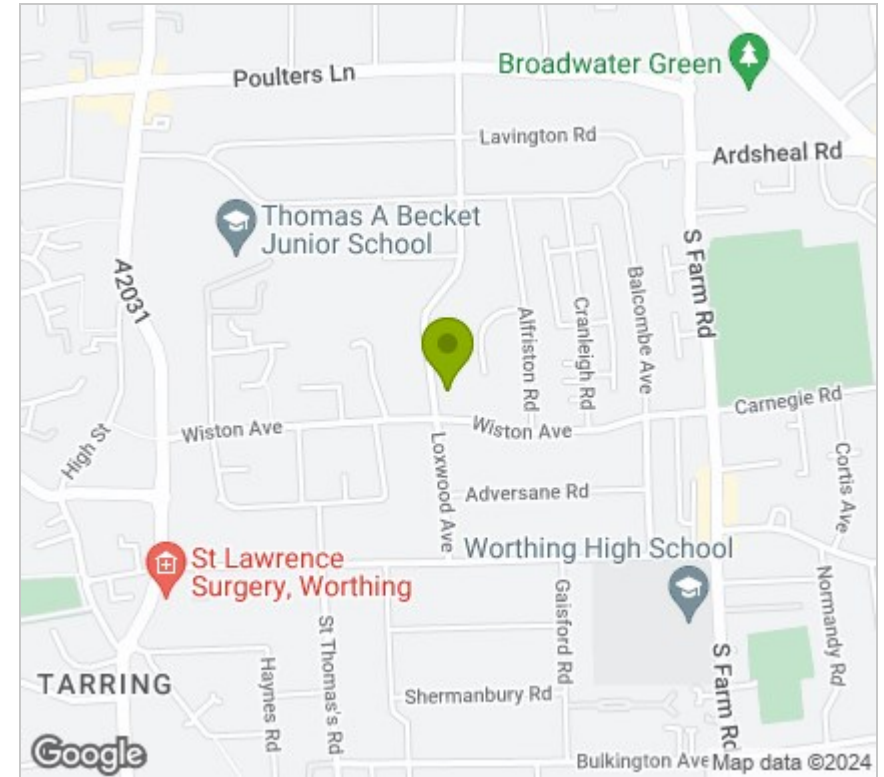 Poulters Ln
Broadwater Green
Lavington Rd
Ardsheal Rd
Thomas A Becket
Junior School
A2031
S Farm Rd
Balcombe Ave
Cranleigh Rd
Alfriston Rd
Carnegie Rd
Wiston Ave
Wiston Ave
High St
Loxwood Ave
Cortis Ave
Adversane Rd
Worthing High School
St Lawrence
Surgery, Worthing
Gaisford Rd
Normandy Rd
St Thomas's Rd
Haynes Rd
TARRING
Shermanbury Rd
S Farm Rd
Google
Bulkington Ave
Map data ©2024